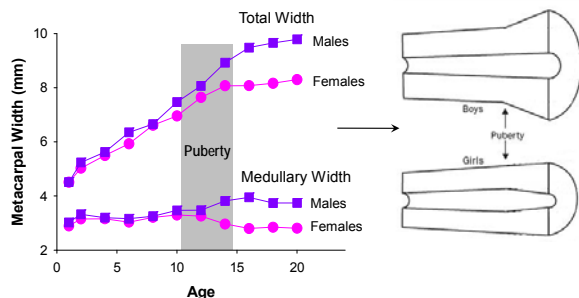 Total Width
Males
Females
Puberty
Medullary Width
Males
Females
Metacarpal Width (mm)
10
8
6
4
2
0
5
10
15
20
Age
Boys
Puberty
Girls